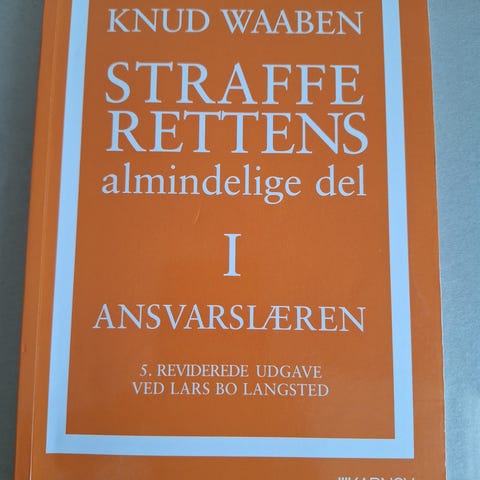 KNUD WAABEN
STRAFFE
RETTENS
almindelige del
I
ANSVARSLÆREN
5. REVIDEREDE UDGAVE
VED LARS BO LANGSTED